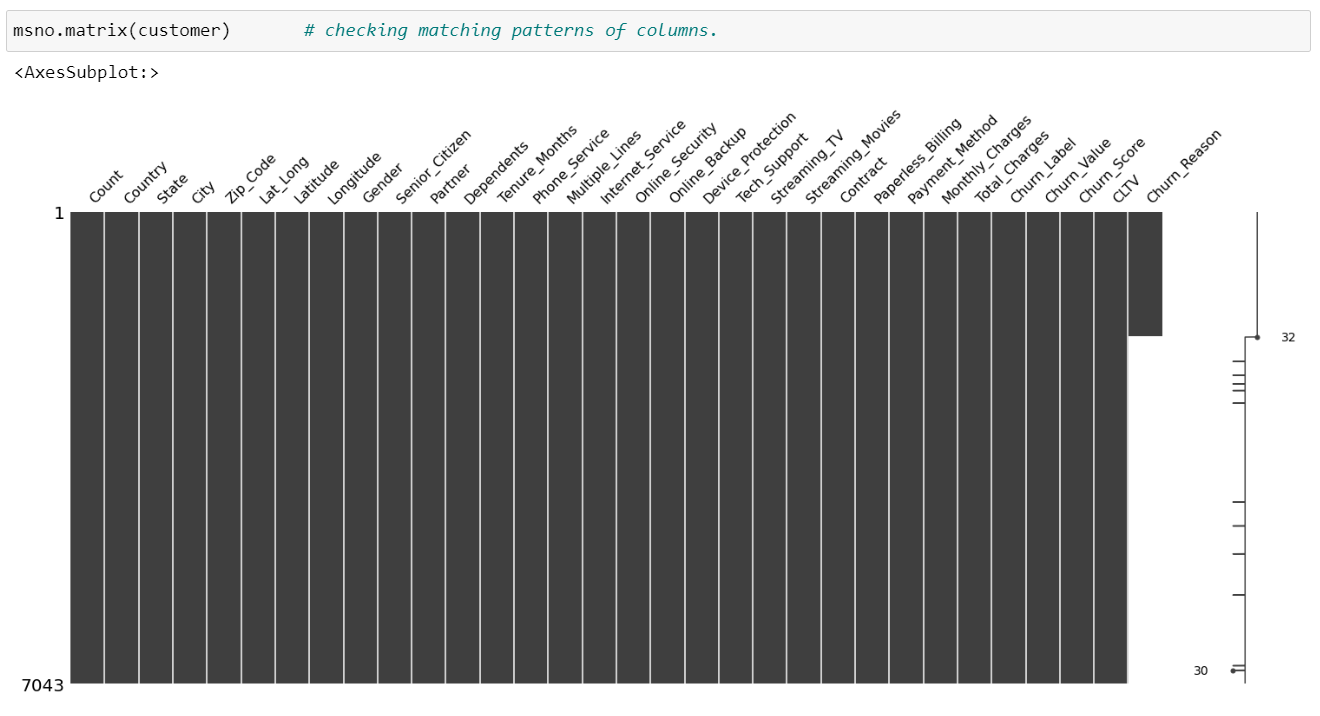 msno.matrix(customer) # checking matching patterns of columns.
<AxesSubplot:>
Count
Country
State
City
Zip_Code
Lat_Long
Latitude
Longitude
Gender
Senior_Citizen
Partner
Dependents
Tenure_Months
Phone_Service
Multiple_Lines
Internet_Service
Online_Security
Online_Backup
Device_Protection
Tech_Support
Streaming_TV
Streaming_Movies
Contract
Paperless_Billing
Payment_Method
Monthly_Charges
Total_Charges
Churn_Label
Churn_Value
Churn_Score
CLTV
Churn_Reason
1
32
30
7043